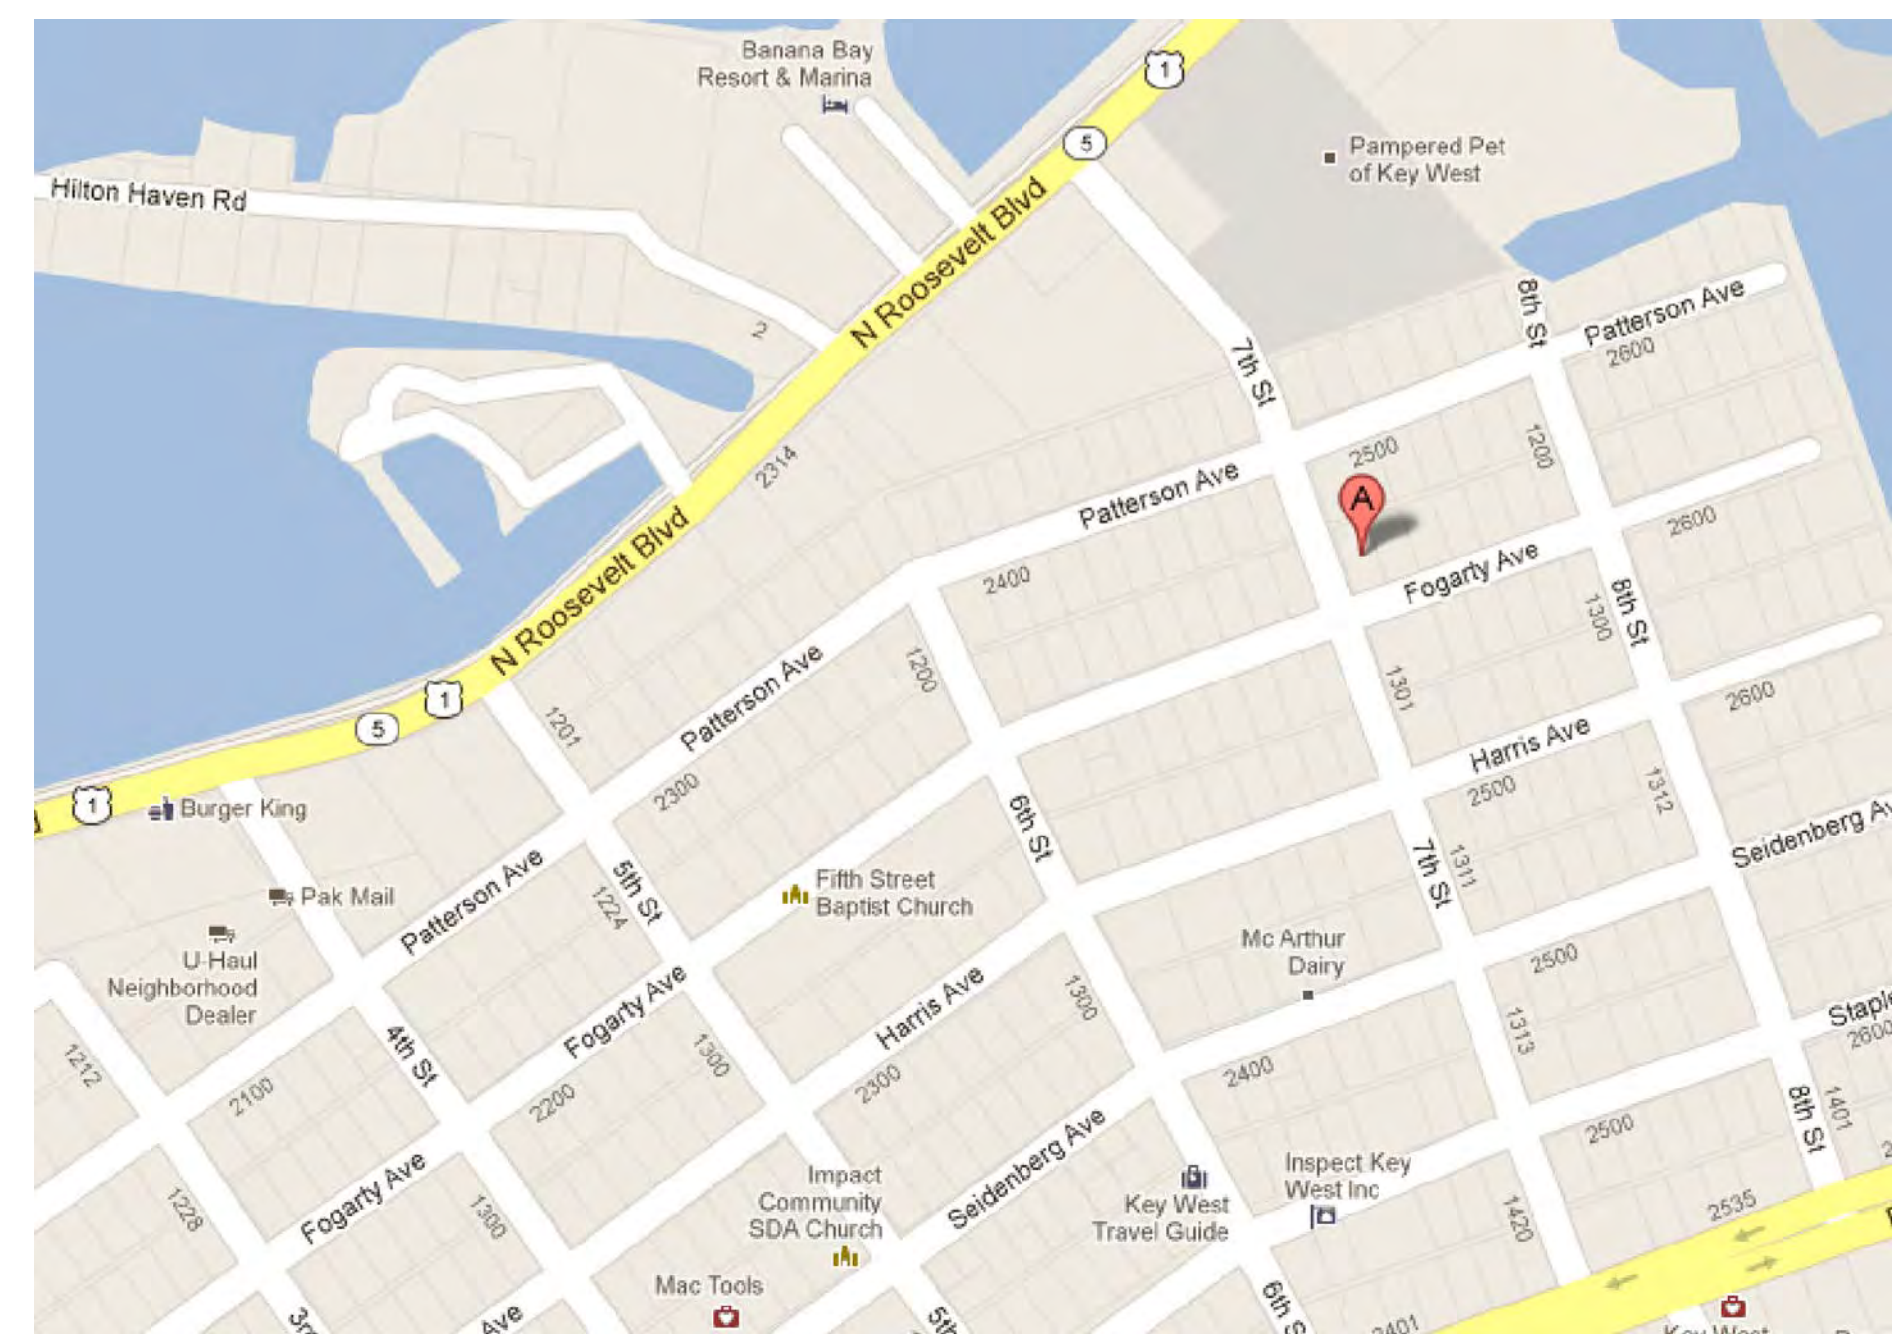 Banana Bay
Resort & Marina
1
5
Pampered Pet
of Key West
Hilton Haven Rd
N Roosevelt Blvd
2
8th St
Patterson Ave
2600
7th St
2314
2500
1200
A
Patterson Ave
2600
N Roosevelt Blvd
2400
Fogarty Ave
1300
8th St
Patterson Ave
1200
1301
1
5
1201
2600
Harris Ave
2300
2500
1312
1
Burger King
6th St
Seidenberg
7th St
1311
Patterson Ave
5th St
1224
Fifth Street
Baptist Church
Pak Mail
U-Haul
Neighborhood
Dealer
Mc Arthur
Dairy
2500
Fogarty Ave
Harris Ave
1300
1313
2600
1212
4th St
1300
2100
2200
2300
2400
8th St
1401
2500
Seidenberg Ave
Fogarty Ave
Impact
Community
SDA Church
Inspect Key
West Inc
Key West
Travel Guide
1228
1300
1420
2535
Mac Tools
6th
5th
Ave
2401
Key West